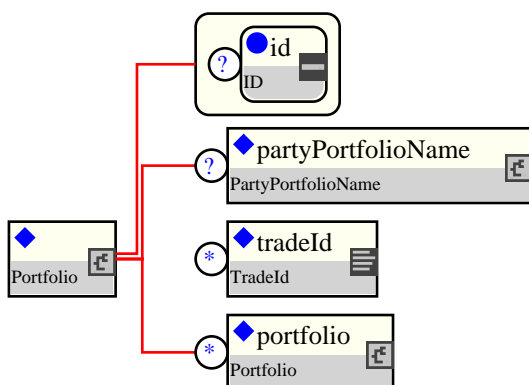 id
?
ID
partyPortfolioName
?
PartyPortfolioName
Portfolio
tradeId
*
TradeId
portfolio
*
Portfolio